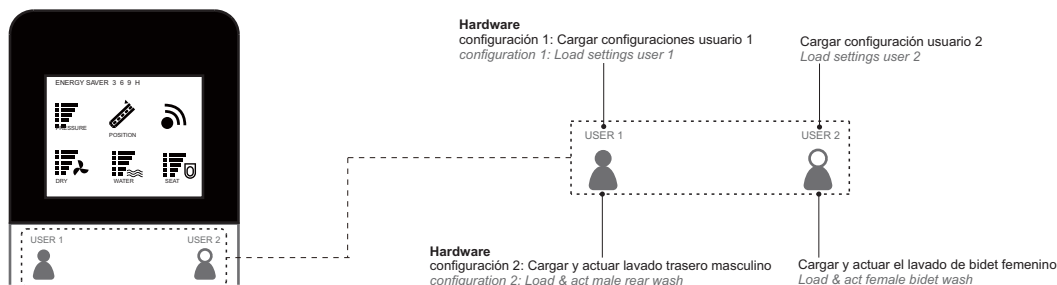 Hardware
configuración 1: Cargar configuraciones usuario 1
configuration 1: Load settings user 1
Cargar configuración usuario 2
Load settings user 2
ENERGY SAVER 3 6 9 H
PRESSURE
POSITION
DRY
WATER
SEAT
USER 1
USER 2
USER 1
USER 2
Hardware
configuración 2: Cargar y actuar lavado trasero masculino
configuration 2: Load & act male rear wash
Cargar y actuar el lavado de bidet femenino
Load & act female bidet wash